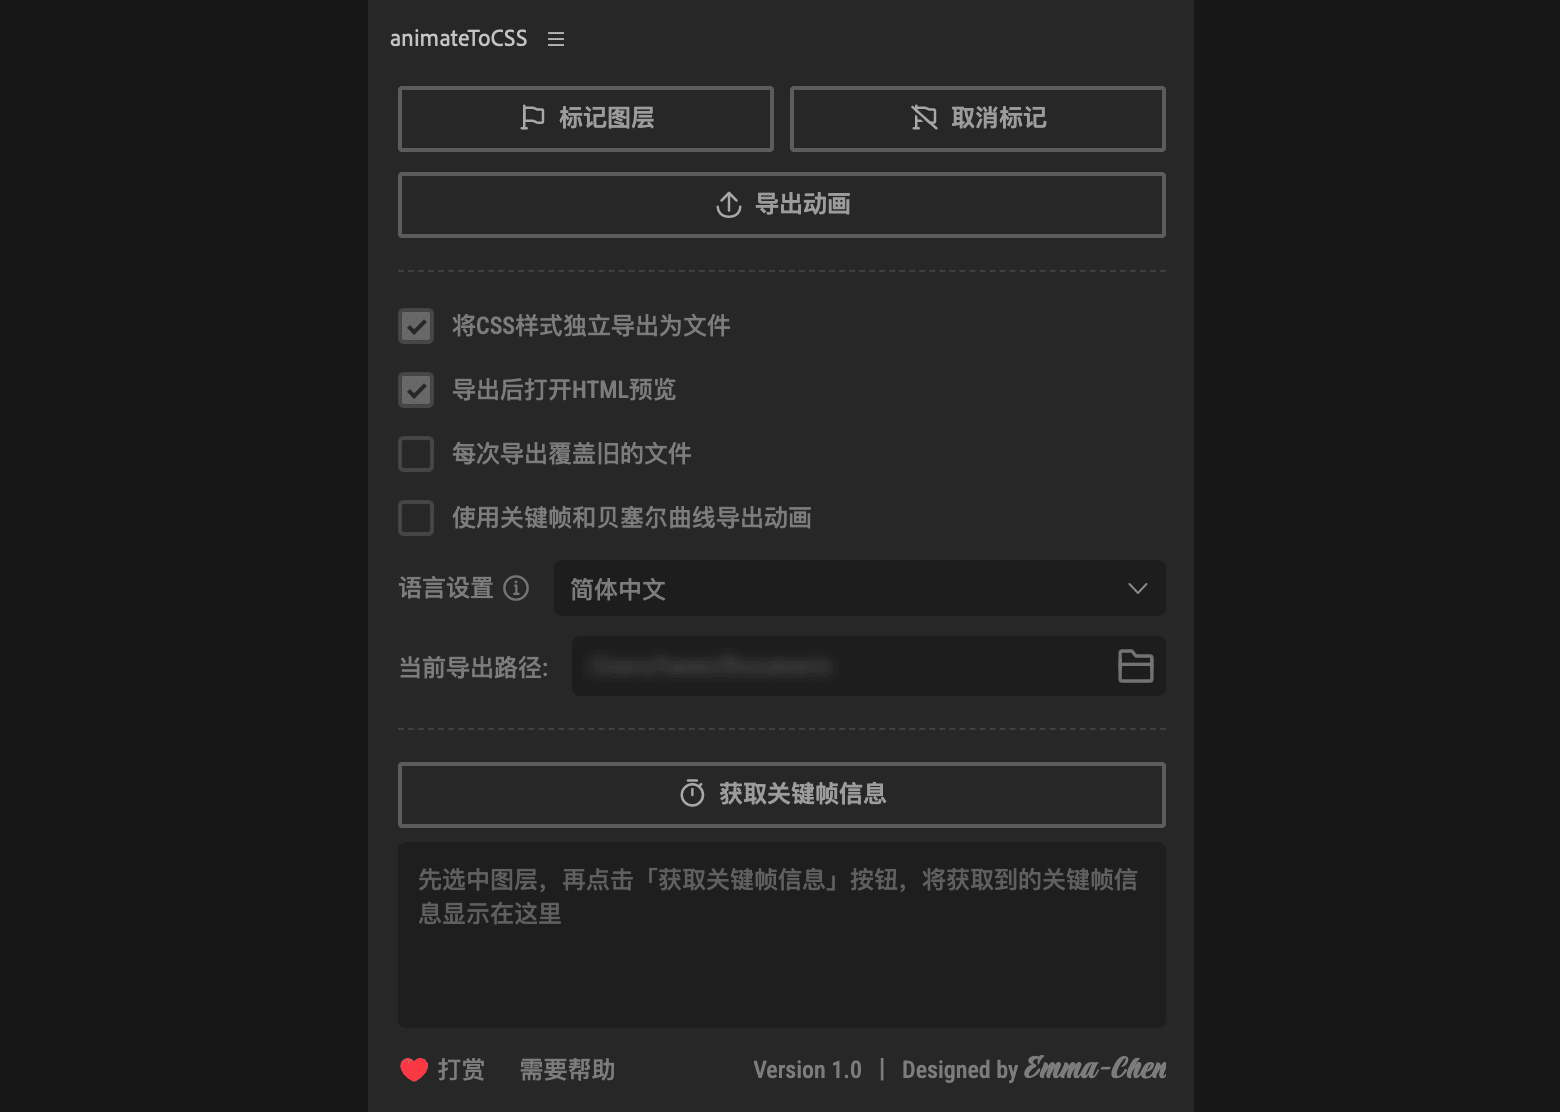 animateToCSS
标记图层
取消标记
导出动画
将CSS样式独立导出为文件
导出后打开HTML预览
每次导出覆盖旧的文件
使用关键帧和贝塞尔曲线导出动画
语言设置 简体中文
当前导出路径:
获取关键帧信息
先选中图层，再点击「获取关键帧信息」按钮，将获取到的关键帧信
息显示在这里
打赏 需要帮助 Version 1.0 | Designed by Emma-Chen